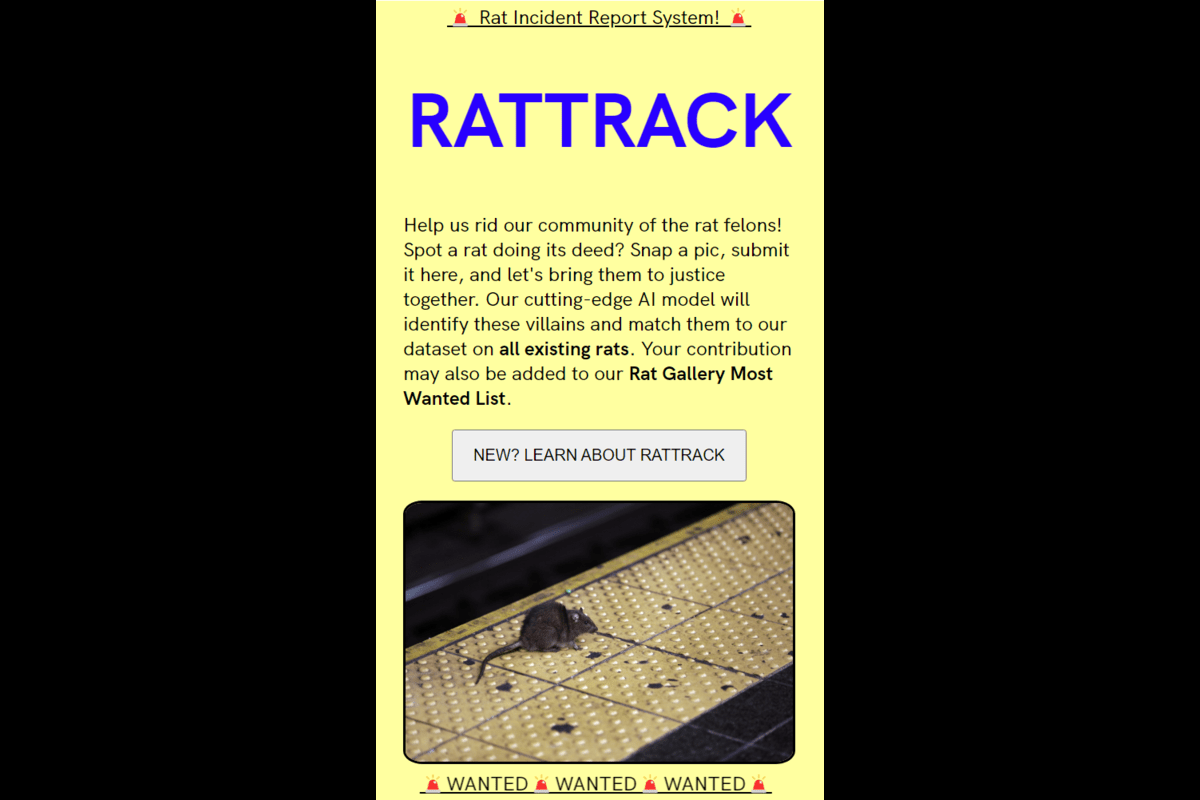 🚨 Rat Incident Report System! 🚨
RATTRACK
Help us rid our community of the rat felons!
Spot a rat doing its deed? Snap a pic, submit
it here, and let's bring them to justice
together. Our cutting-edge AI model will
identify these villains and match them to our
dataset on all existing rats. Your contribution
may also be added to our Rat Gallery Most
Wanted List.
NEW? LEARN ABOUT RATTRACK
🚨 WANTED 🚨 WANTED 🚨 WANTED 🚨